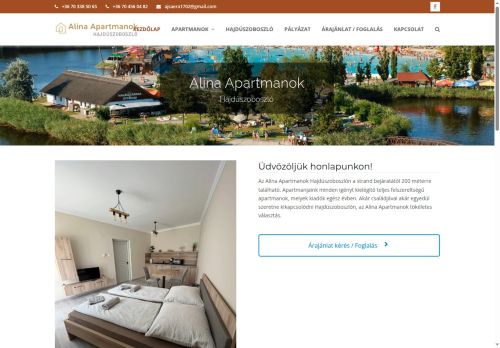 +36 70 338 50 65 +36 70 456 04 82 ajsaera1702@gmail.com
Alina Apartmanok
HAJDÚSZOBOSZLÓ
KEZDŐLAP APARTMANOK HAJDÚSZOBOSZLÓ PÁLYÁZAT ÁRAJÁNLAT / FOGLALÁS KAPCSOLAT
Alina Apartmanok
Hajdúszoboszló
Üdvözöljük honlapunkon!
Az Alina Apartmanok Hajdúszoboszlón a strand bejáratától 200 méterre
található. Apartmanjaink minden igényt kielégítő teljes felszereltségű
apartmanok, melyek kiadók egész évben. Akár családjával akár egyedül
szeretne kikapcsolódni Hajdúszoboszlón, az Alina Apartmanok tökéletes
választás.
Árajánlat kérés / Foglalás